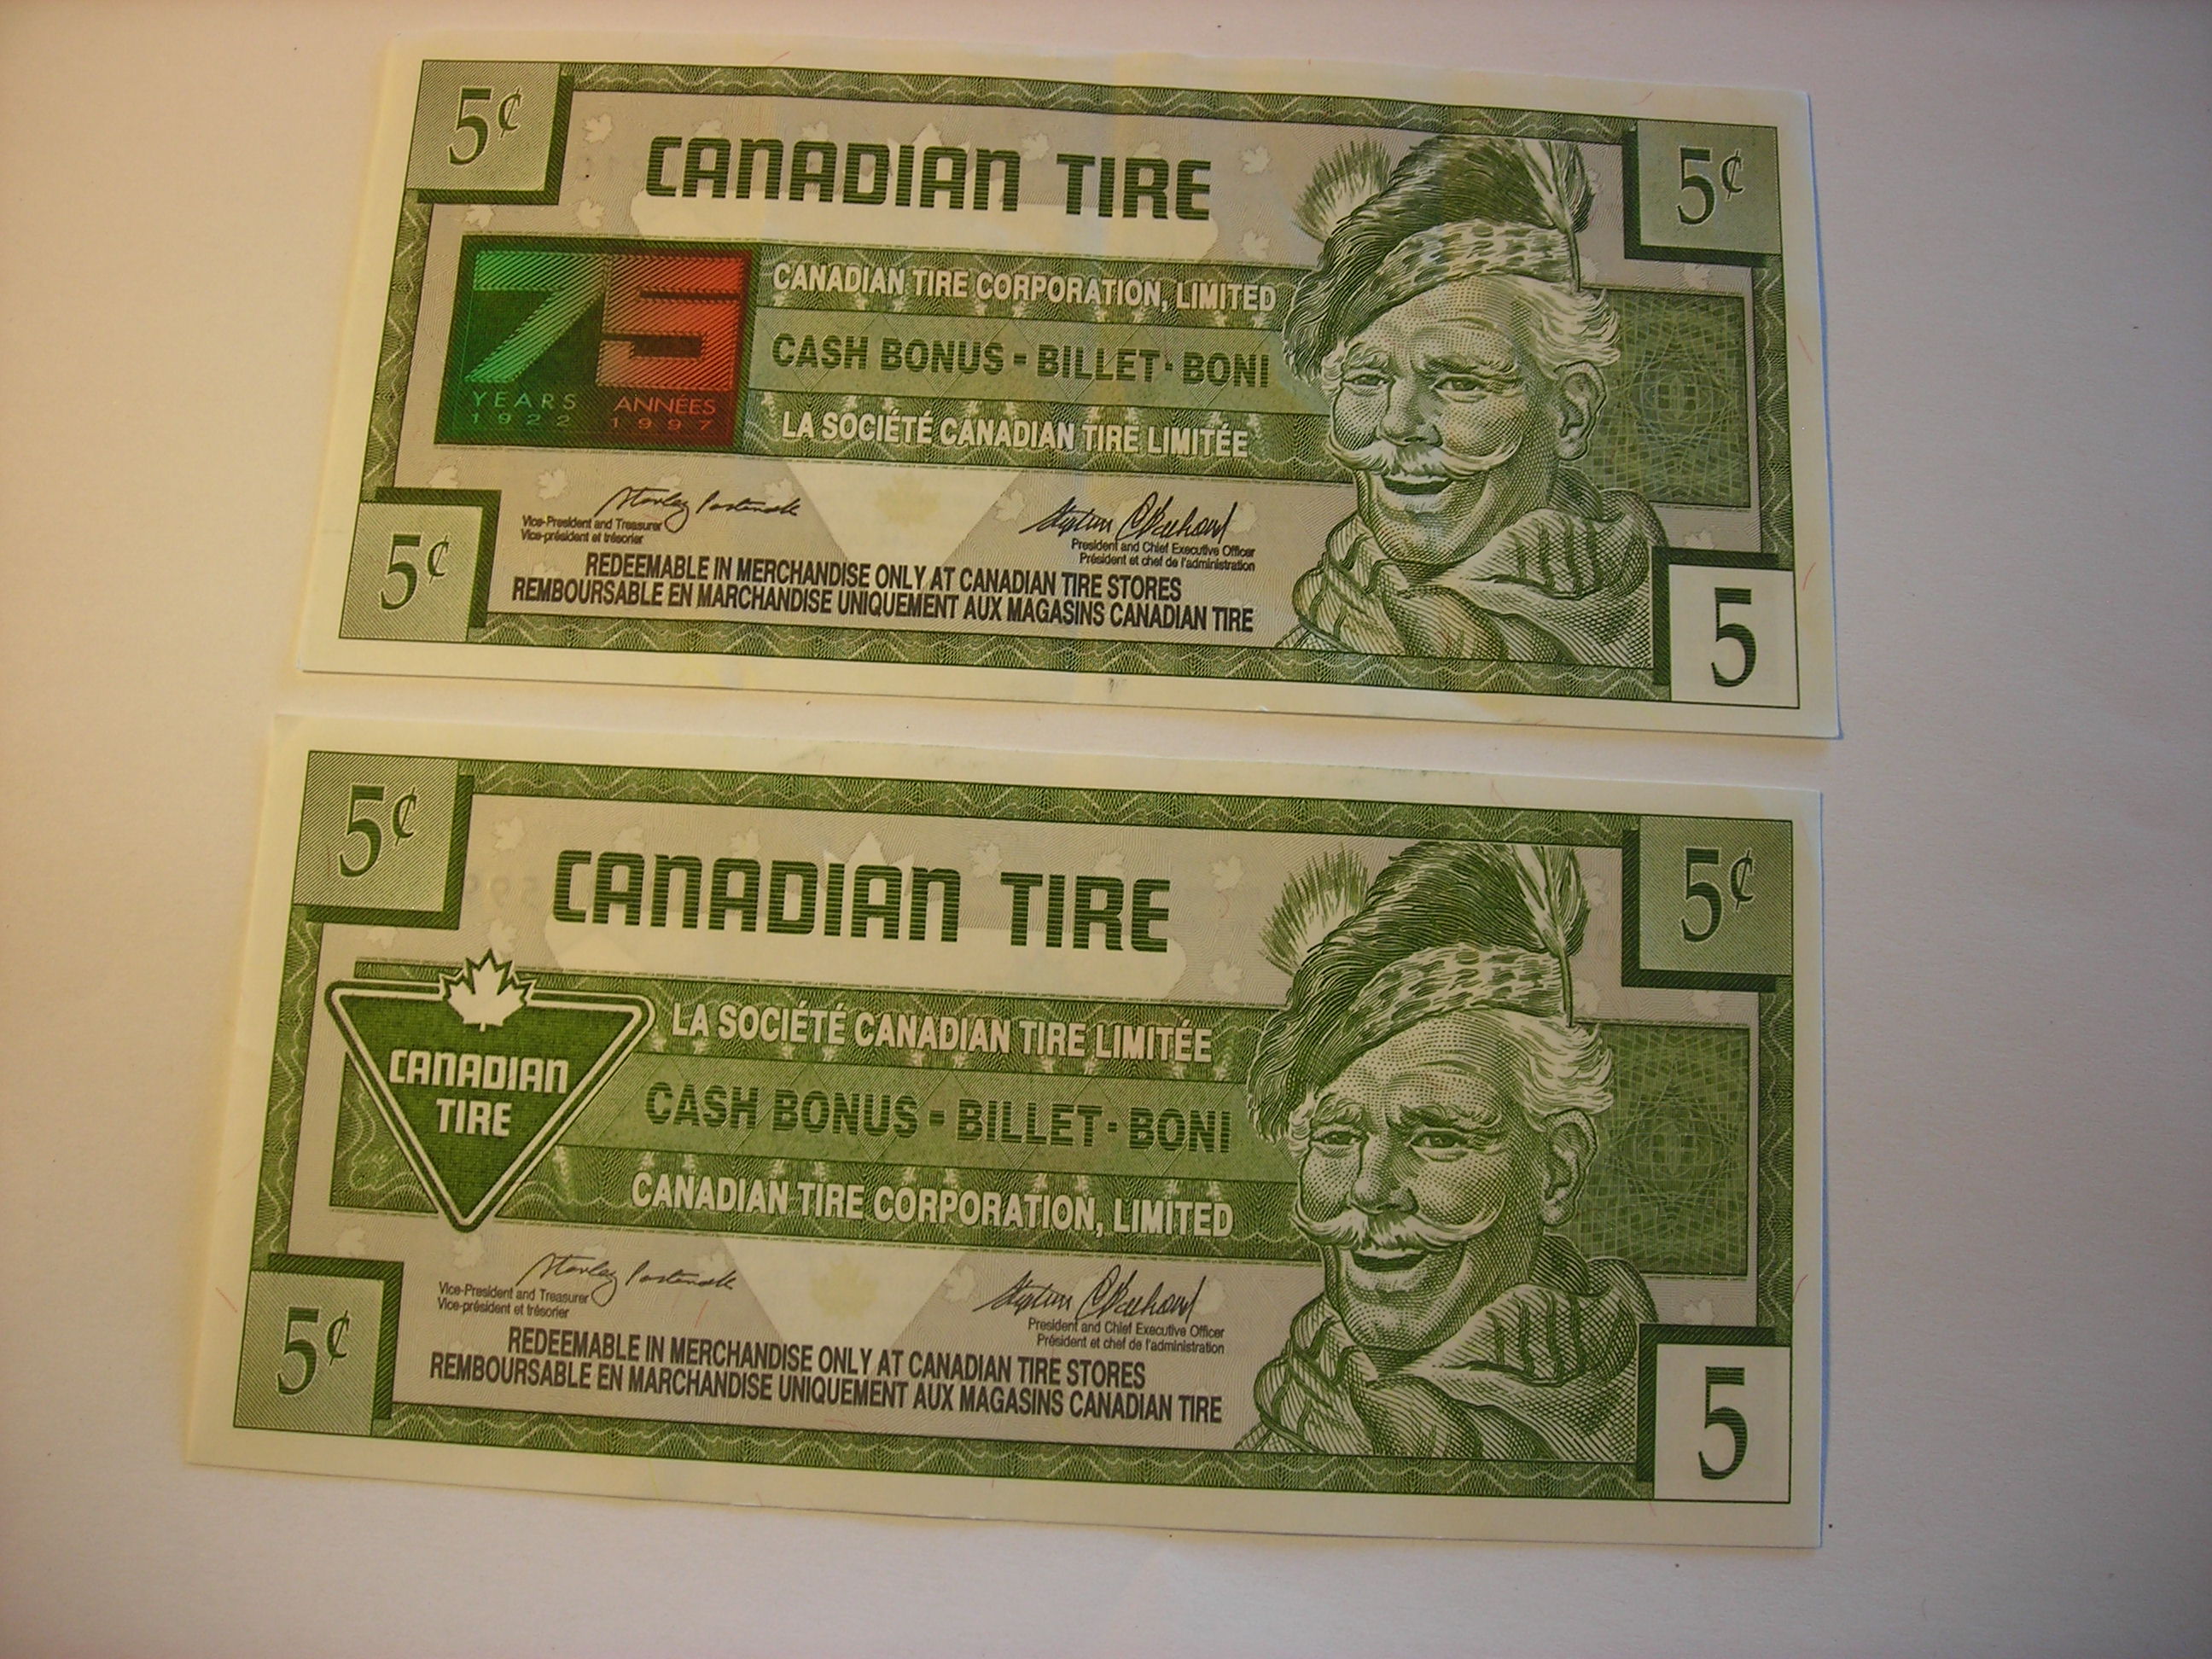 5¢
5¢
CANADIAN TIRE
75
YEARS ANNÉES
1922 1997
CANADIAN TIRE CORPORATION, LIMITED
CASH BONUS - BILLET · BONI
LA SOCIÉTÉ CANADIAN TIRE LIMITÉE
Vice-President and Treasurer
Vice-président et trésorier
President and Chief Executive Officer
Président et chef de l'administration
REDEEMABLE IN MERCHANDISE ONLY AT CANADIAN TIRE STORES
REMBOURSABLE EN MARCHANDISE UNIQUEMENT AUX MAGASINS CANADIAN TIRE
5¢
5
5¢
5¢
CANADIAN TIRE
CANADIAN
TIRE
LA SOCIÉTÉ CANADIAN TIRE LIMITÉE
CASH BONUS - BILLET · BONI
CANADIAN TIRE CORPORATION, LIMITED
Vice-President and Treasurer
Vice-président et trésorier
President and Chief Executive Officer
Président et chef de l'administration
REDEEMABLE IN MERCHANDISE ONLY AT CANADIAN TIRE STORES
REMBOURSABLE EN MARCHANDISE UNIQUEMENT AUX MAGASINS CANADIAN TIRE
5¢
5